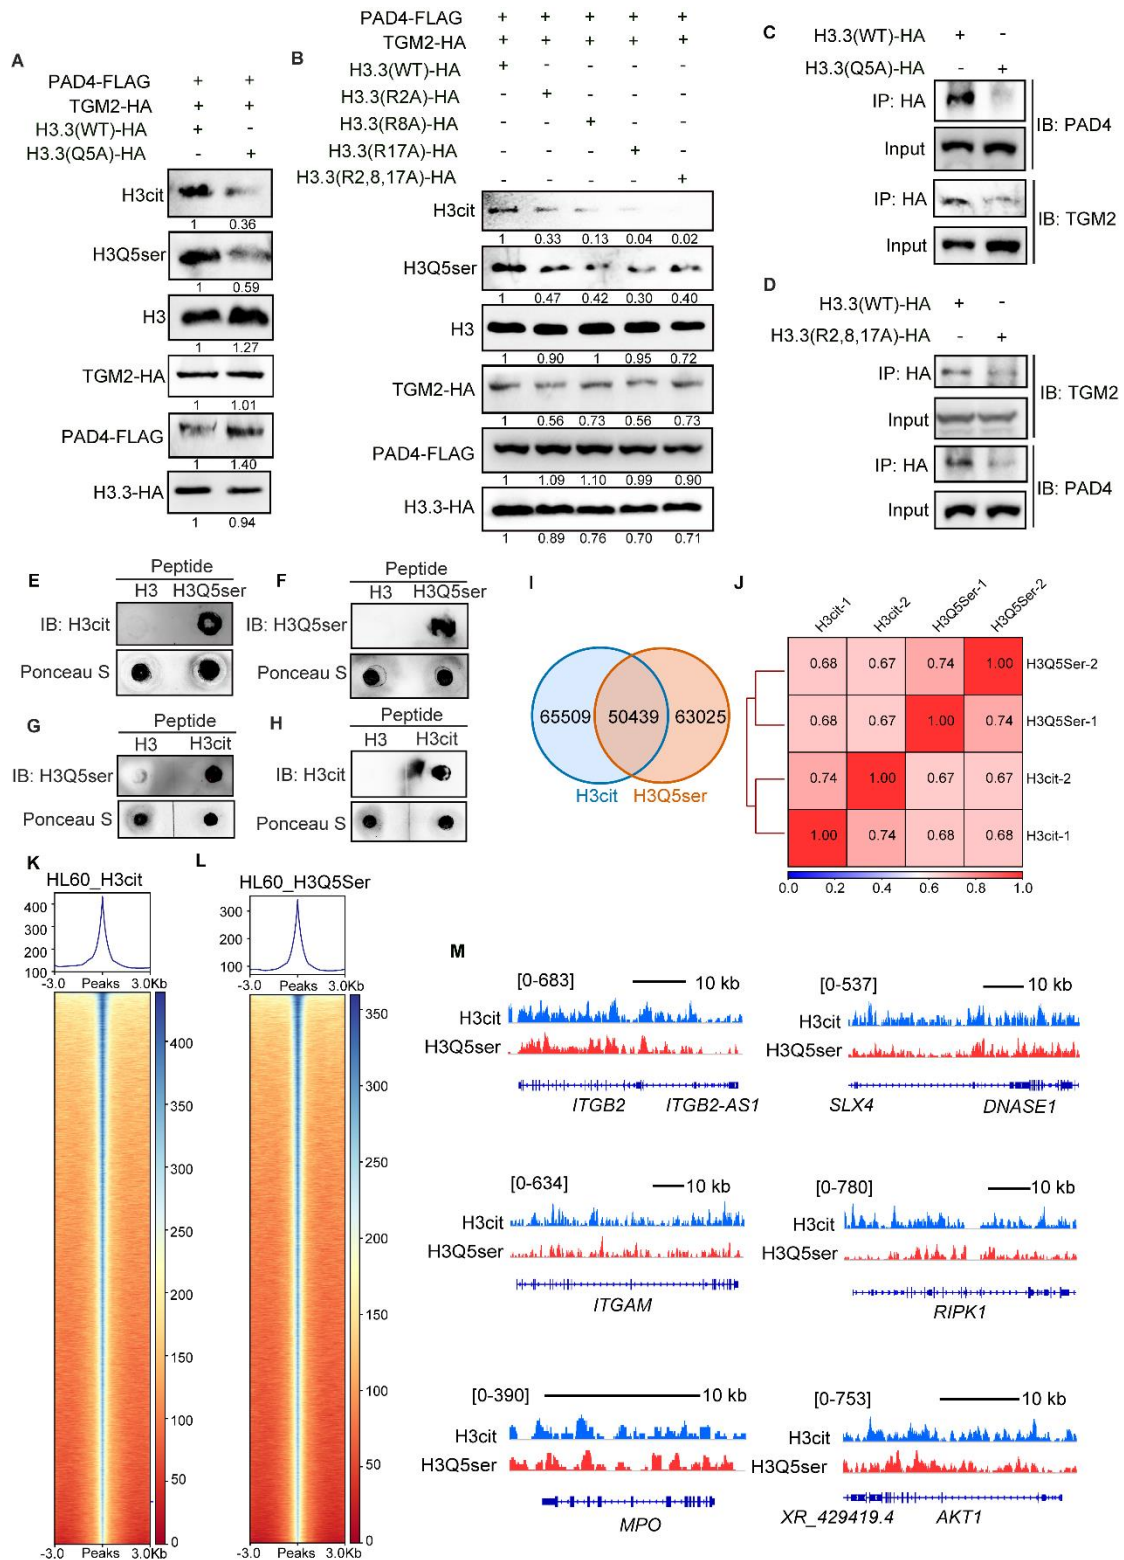 A
PAD4-FLAG + +
TGM2-HA + +
H3.3(WT)-HA + -
H3.3(Q5A)-HA - +
H3cit
1 0.36
H3Q5ser
1 0.59
H3
1 1.27
TGM2-HA
1 1.01
PAD4-FLAG
1 1.40
H3.3-HA
1 0.94
B
PAD4-FLAG + + + + +
TGM2-HA + + + + +
H3.3(WT)-HA + - - - -
H3.3(R2A)-HA - + - - -
H3.3(R8A)-HA - - + - -
H3.3(R17A)-HA - - - + -
H3.3(R2,8,17A)-HA - - - - +
H3cit
1 0.33 0.13 0.04 0.02
H3Q5ser
1 0.47 0.42 0.30 0.40
H3
1 0.90 1 0.95 0.72
TGM2-HA
1 0.56 0.73 0.56 0.73
PAD4-FLAG
1 1.09 1.10 0.99 0.90
H3.3-HA
1 0.89 0.76 0.70 0.71
C
H3.3(WT)-HA + -
H3.3(Q5A)-HA - +
IP: HA
IB: PAD4
Input
IP: HA
IB: TGM2
Input
D
H3.3(WT)-HA + -
H3.3(R2,8,17A)-HA - +
IP: HA
IB: TGM2
Input
IP: HA
IB: PAD4
Input
E
Peptide
H3 H3Q5ser
IB: H3cit
Ponceau S
F
Peptide
H3 H3Q5ser
IB: H3Q5ser
Ponceau S
G
Peptide
H3 H3cit
IB: H3Q5ser
Ponceau S
H
Peptide
H3 H3cit
IB: H3cit
Ponceau S
I
65509 50439 63025
H3cit H3Q5ser
J
H3cit-1 H3cit-2 H3Q5Ser-1 H3Q5Ser-2
0.68 0.67 0.74 1.00 H3Q5Ser-2
0.68 0.67 1.00 0.74 H3Q5Ser-1
0.74 1.00 0.67 0.67 H3cit-2
1.00 0.74 0.68 0.68 H3cit-1
0.0 0.2 0.4 0.6 0.8 1.0
K
HL60_H3cit
400
300
200
100
-3.0 Peaks 3.0Kb
400
350
300
250
200
150
100
50
0
-3.0 Peaks 3.0Kb
L
HL60_H3Q5Ser
300
200
100
-3.0 Peaks 3.0Kb
350
300
250
200
150
100
50
0
-3.0 Peaks 3.0Kb
M
[0-683] 10 kb
H3cit
H3Q5ser
ITGB2 ITGB2-AS1
[0-537] 10 kb
H3cit
H3Q5ser
SLX4 DNASE1
[0-634] 10 kb
H3cit
H3Q5ser
ITGAM
[0-780] 10 kb
H3cit
H3Q5ser
RIPK1
[0-390] 10 kb
H3cit
H3Q5ser
MPO
[0-753] 10 kb
H3cit
H3Q5ser
XR_429419.4 AKT1